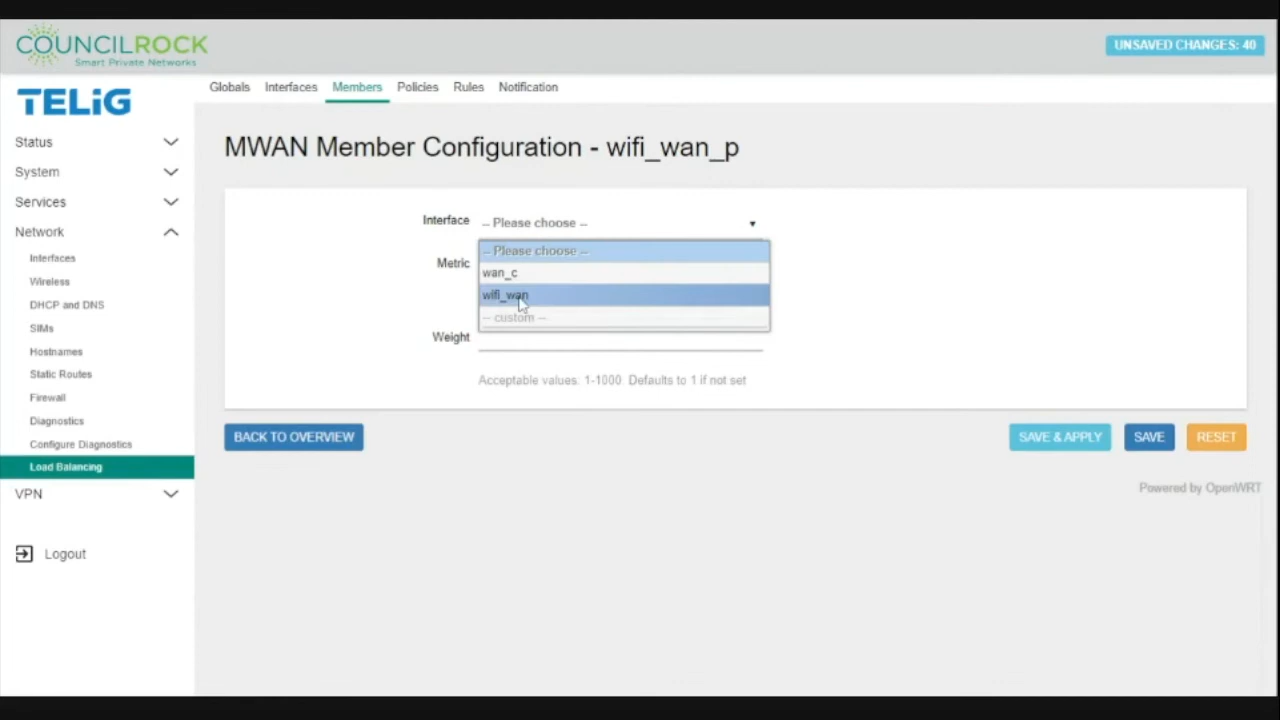 COUNCILROCK
Smart Private Networks
UNSAVED CHANGES: 40
TELiG
Status
System
Services
Network
Interfaces
Wireless
DHCP and DNS
SIMs
Hostnames
Static Routes
Firewall
Diagnostics
Configure Diagnostics
Load Balancing
VPN
Logout
Globals Interfaces Members Policies Rules Notification
MWAN Member Configuration - wifi_wan_p
Interface -- Please choose --
-- Please choose --
Metric
wan_c
wifi_wan
-- custom --
Weight
Acceptable values: 1-1000. Defaults to 1 if not set
BACK TO OVERVIEW SAVE & APPLY SAVE RESET
Powered by OpenWRT